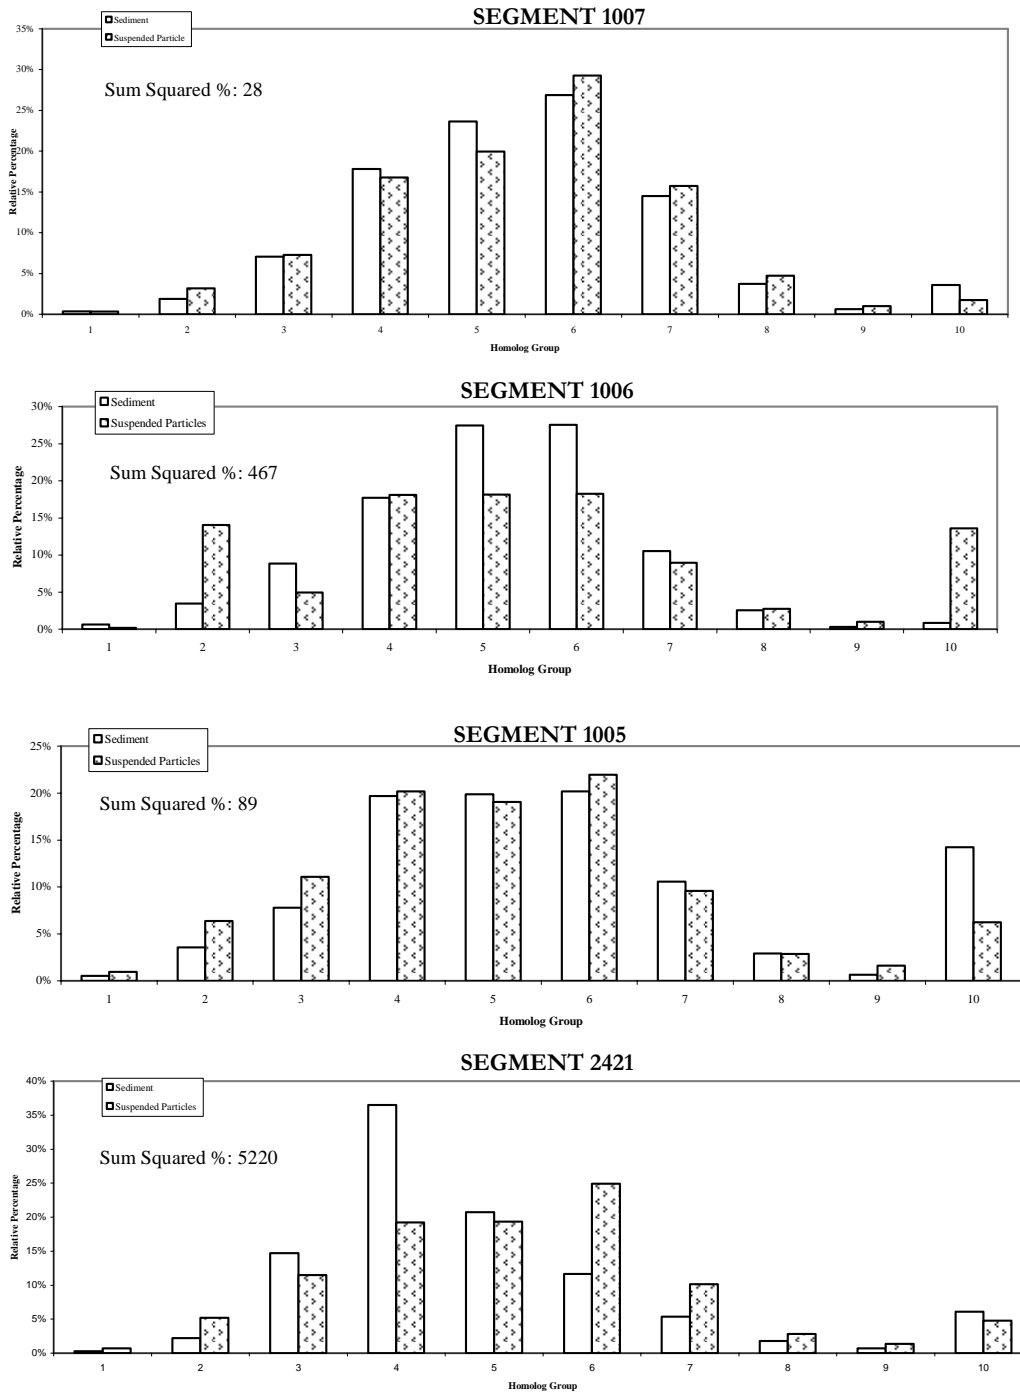 SEGMENT 1007
Sediment
Suspended Particle
Sum Squared %: 28
Relative Percentage
35%
30%
25%
20%
15%
10%
5%
0%
1 2 3 4 5 6 7 8 9 10
Homolog Group
SEGMENT 1006
Sediment
Suspended Particles
Sum Squared %: 467
Relative Percentage
30%
25%
20%
15%
10%
5%
0%
1 2 3 4 5 6 7 8 9 10
Homolog Group
SEGMENT 1005
Sediment
Suspended Particles
Sum Squared %: 89
Relative Percentage
25%
20%
15%
10%
5%
0%
1 2 3 4 5 6 7 8 9 10
Homolog Group
SEGMENT 2421
Sediment
Suspended Particles
Sum Squared %: 5220
Relative Percentage
40%
35%
30%
25%
20%
15%
10%
5%
0%
1 2 3 4 5 6 7 8 9 10
Homolog Group